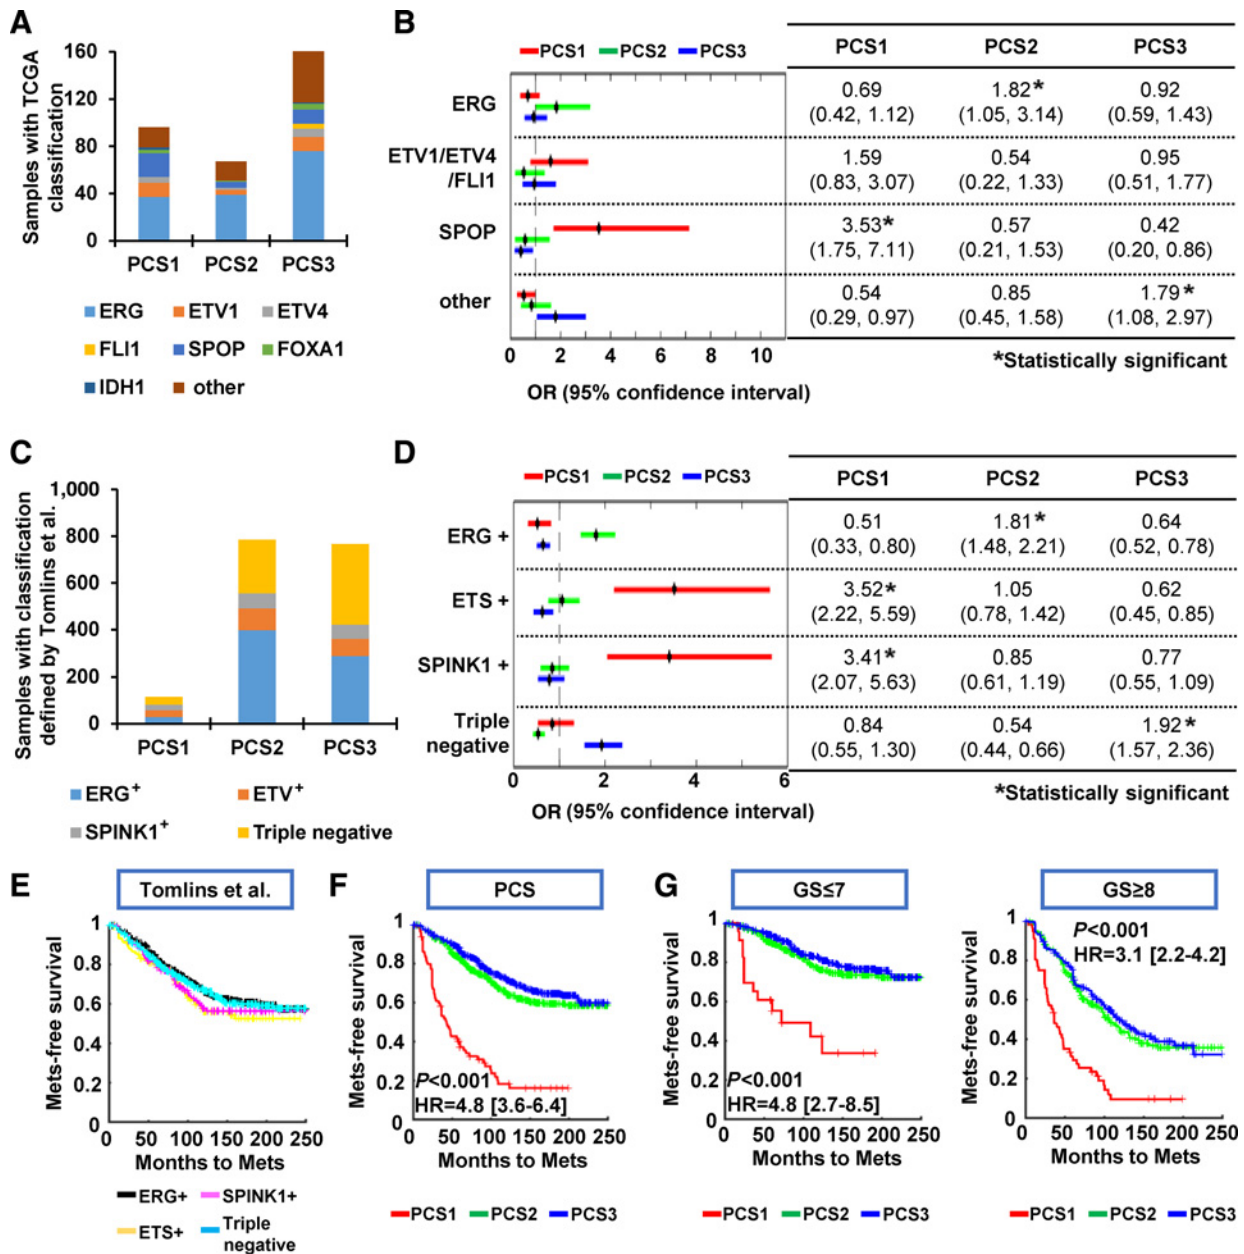 A
Samples with TCGA
classification
160
120
80
40
0
PCS1 PCS2 PCS3
ERG ETV1 ETV4
FLI1 SPOP FOXA1
IDH1 other
B
PCS1 PCS2 PCS3
PCS1 PCS2 PCS3
ERG
0.69 1.82* 0.92
(0.42, 1.12) (1.05, 3.14) (0.59, 1.43)
ETV1/ETV4
/FLI1
1.59 0.54 0.95
(0.83, 3.07) (0.22, 1.33) (0.51, 1.77)
SPOP
3.53* 0.57 0.42
(1.75, 7.11) (0.21, 1.53) (0.20, 0.86)
other
0.54 0.85 1.79*
(0.29, 0.97) (0.45, 1.58) (1.08, 2.97)
0 2 4 6 8 10
OR (95% confidence interval)
*Statistically significant
C
Samples with classification
defined by Tomlins et al.
1,000
800
600
400
200
0
PCS1 PCS2 PCS3
ERG+ ETV+
SPINK1+ Triple negative
D
PCS1 PCS2 PCS3
PCS1 PCS2 PCS3
ERG +
0.51 1.81* 0.64
(0.33, 0.80) (1.48, 2.21) (0.52, 0.78)
ETS +
3.52* 1.05 0.62
(2.22, 5.59) (0.78, 1.42) (0.45, 0.85)
SPINK1 +
3.41* 0.85 0.77
(2.07, 5.63) (0.61, 1.19) (0.55, 1.09)
Triple
negative
0.84 0.54 1.92*
(0.55, 1.30) (0.44, 0.66) (1.57, 2.36)
0 2 4 6
OR (95% confidence interval)
*Statistically significant
E
Tomlins et al.
Mets-free survival
1
0.8
0.6
0.4
0.2
0
0 50 100 150 200 250
Months to Mets
ERG+ SPINK1+
ETS+ Triple
negative
F
PCS
Mets-free survival
1
0.8
0.6
0.4
0.2
0
P<0.001
HR=4.8 [3.6-6.4]
0 50 100 150 200 250
Months to Mets
PCS1 PCS2 PCS3
G
GS≤7
Mets-free survival
1
0.8
0.6
0.4
0.2
0
P<0.001
HR=4.8 [2.7-8.5]
0 50 100 150 200 250
Months to Mets
PCS1 PCS2 PCS3
GS≥8
Mets-free survival
1
0.8
0.6
0.4
0.2
0
P<0.001
HR=3.1 [2.2-4.2]
0 50 100 150 200 250
Months to Mets
PCS1 PCS2 PCS3